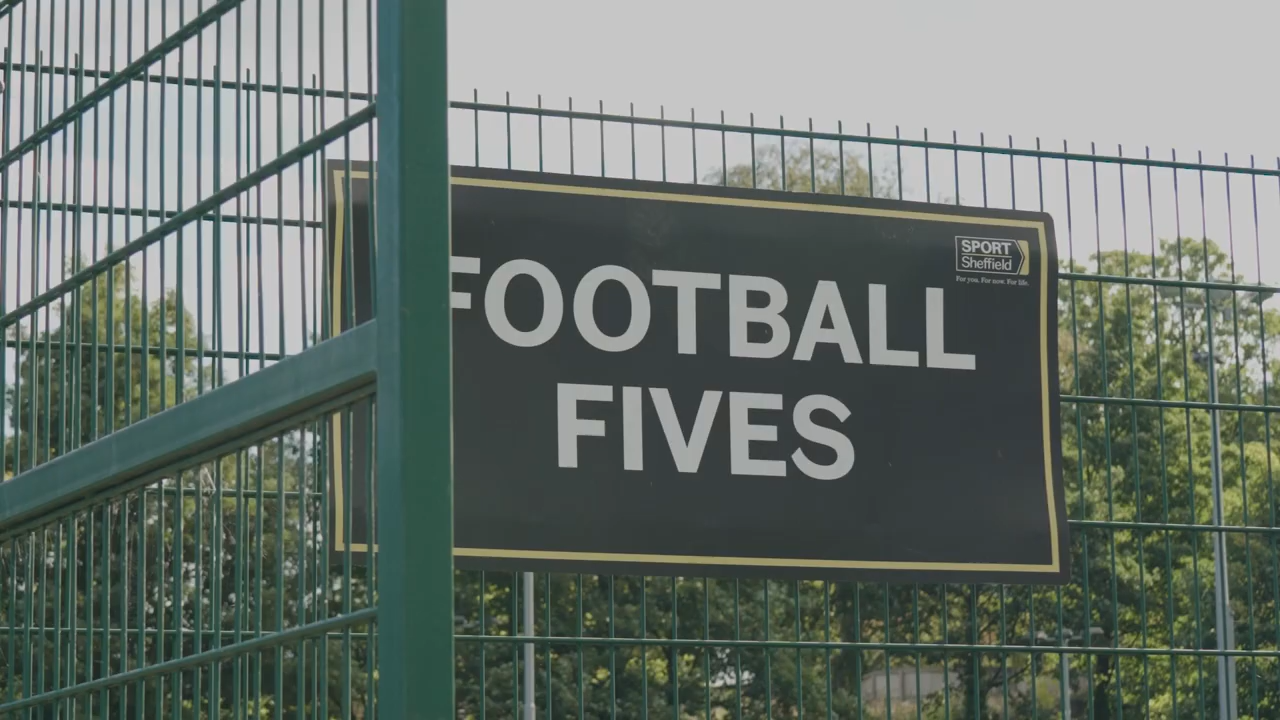 FOOTBALL
FIVES
SPORT
Sheffield
For you. For now. For life.